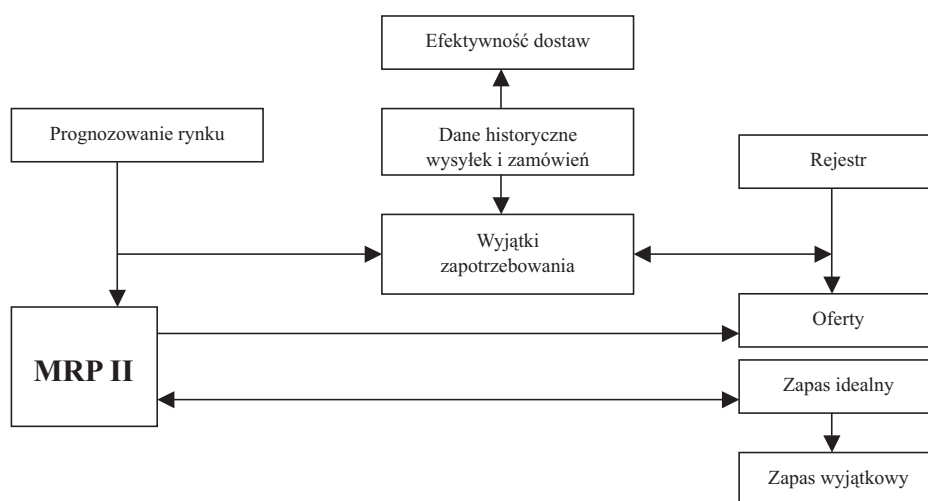 Efektywność dostaw
Prognozowanie rynku
Dane historyczne
wysyłek i zamówień
Rejestr
Wyjątki
zapotrzebowania
MRP II
Oferty
Zapas idealny
Zapas wyjątkowy